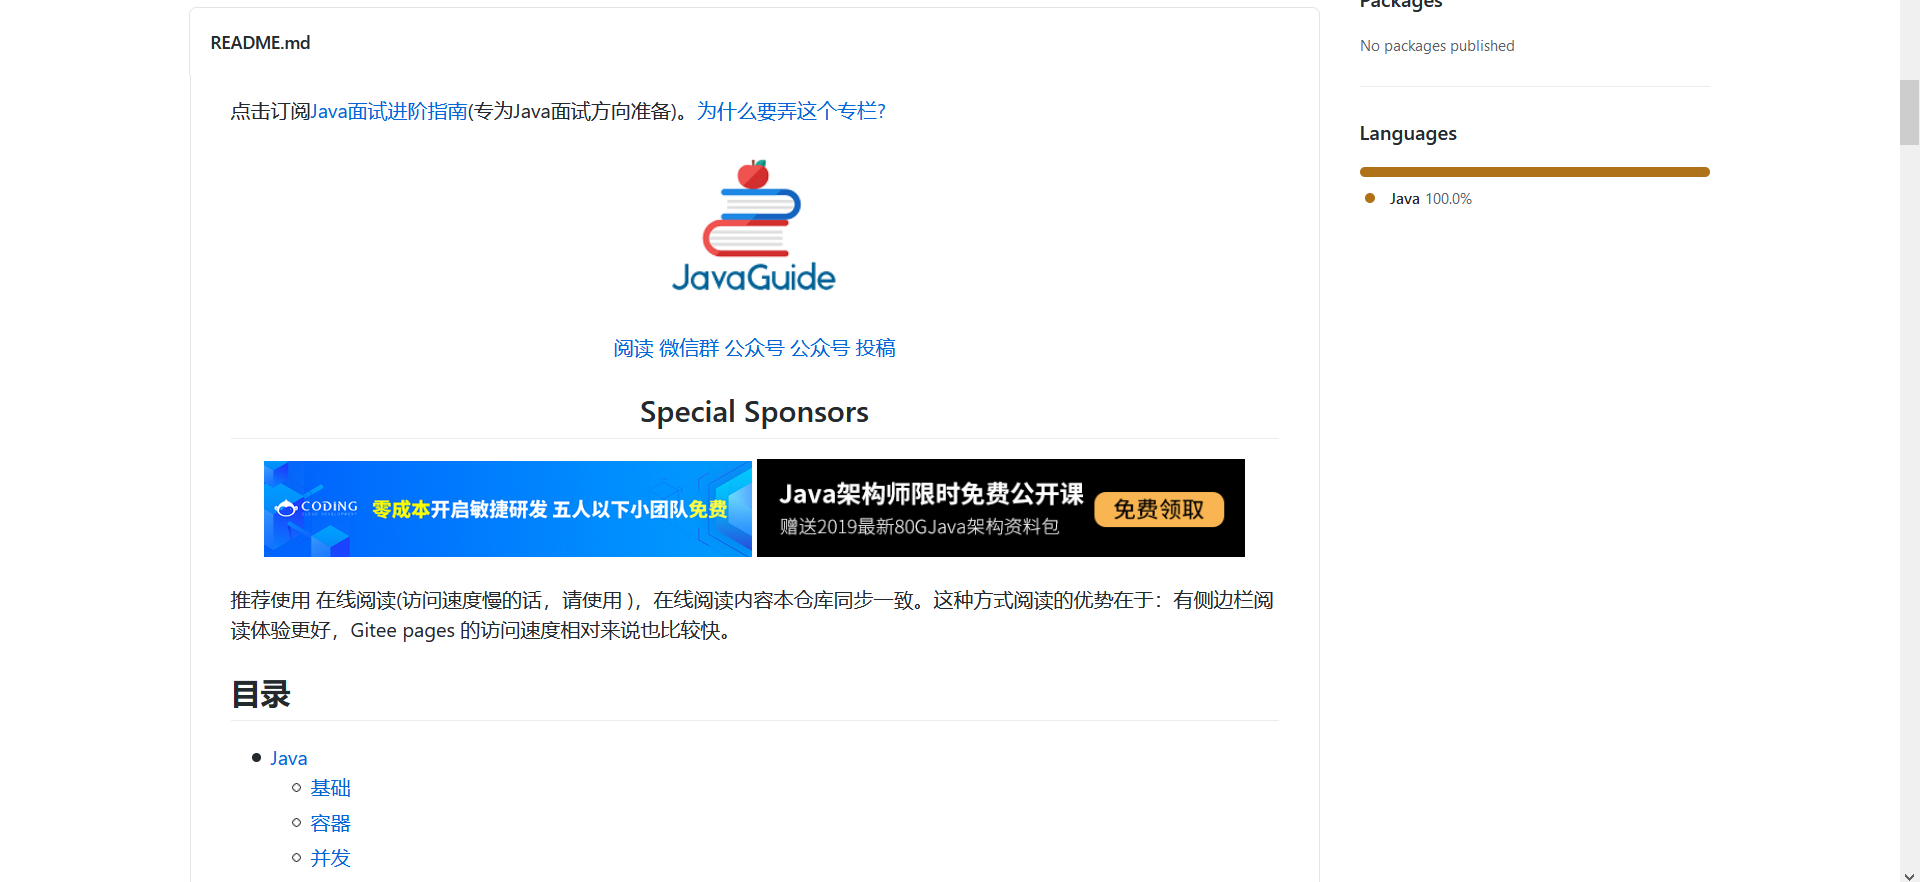 README.md
点击订阅Java面试进阶指南(专为Java面试方向准备)。为什么要弄这个专栏?
JavaGuide
阅读 微信群 公众号 公众号 投稿
Special Sponsors
CODING 零成本开启敏捷研发 五人以下小团队免费
Java架构师限时免费公开课
赠送2019最新80GJava架构资料包
免费领取
推荐使用 在线阅读(访问速度慢的话，请使用 )，在线阅读内容本仓库同步一致。这种方式阅读的优势在于：有侧边栏阅
读体验更好，Gitee pages 的访问速度相对来说也比较快。
目录
Java
基础
容器
并发
Packages
No packages published
Languages
Java 100.0%